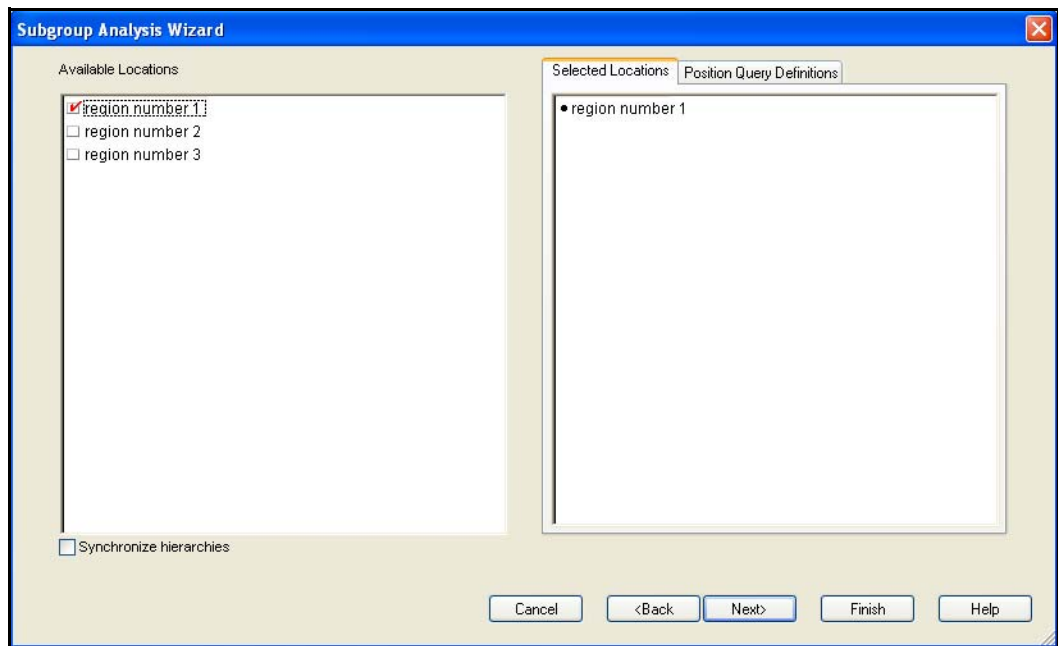 Subgroup Analysis Wizard
Available Locations
region number 1
region number 2
region number 3
Synchronize hierarchies
Selected Locations
Position Query Definitions
• region number 1
Cancel
<Back
Next>
Finish
Help